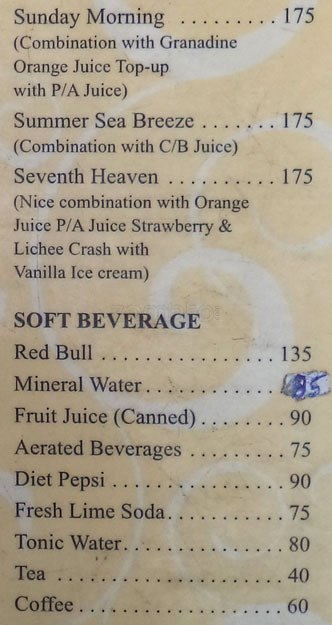 Sunday Morning ........ 175
(Combination with Granadine
Orange Juice Top-up
with P/A Juice)
Summer Sea Breeze ....... 175
(Combination with C/B Juice)
Seventh Heaven .......... 175
(Nice combination with Orange
Juice P/A Juice Strawberry &
Lichee Crash with
Vanilla Ice cream)
SOFT BEVERAGE
Red Bull ................ 135
Mineral Water............
Fruit Juice (Canned)........ 90
Aerated Beverages ........ 75
Diet Pepsi ............... 90
Fresh Lime Soda........... 75
Tonic Water............... 80
Tea ..................... 40
Coffee................... 60